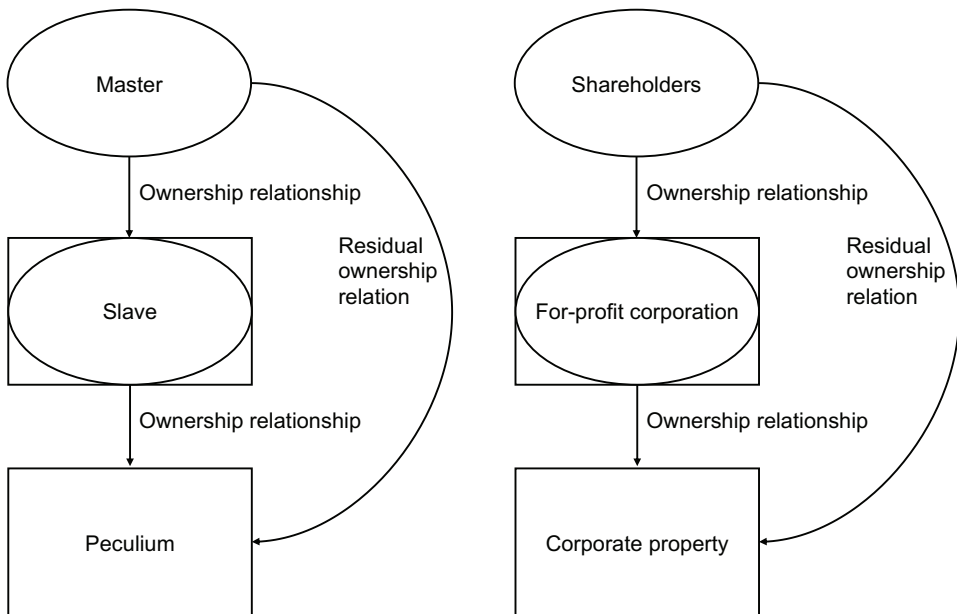 Master
Ownership relationship
Residual
ownership
relation
Slave
Ownership relationship
Peculium
Shareholders
Ownership relationship
Residual
ownership
relation
For-profit corporation
Ownership relationship
Corporate property